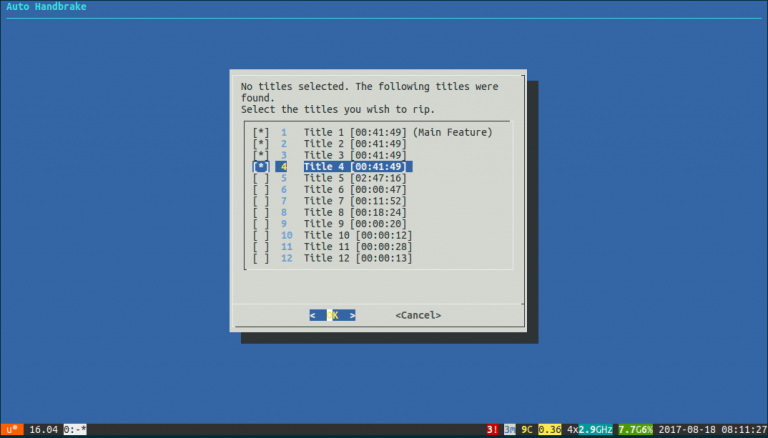 Auto Handbrake
No titles selected. The following titles were
found.
Select the titles you wish to rip.
[*] 1 Title 1 [00:41:49] (Main Feature)
[*] 2 Title 2 [00:41:49]
[*] 3 Title 3 [00:41:49]
[*] 4 Title 4 [00:41:49]
[ ] 5 Title 5 [02:47:16]
[ ] 6 Title 6 [00:00:47]
[ ] 7 Title 7 [00:11:52]
[ ] 8 Title 8 [00:18:24]
[ ] 9 Title 9 [00:00:20]
[ ] 10 Title 10 [00:00:12]
[ ] 11 Title 11 [00:00:28]
[ ] 12 Title 12 [00:00:13]
< OK > <Cancel>
u® 16.04 0:-* 3! 3m 9C 0.36 4x2.9GHz 7.7G6% 2017-08-18 08:11:27